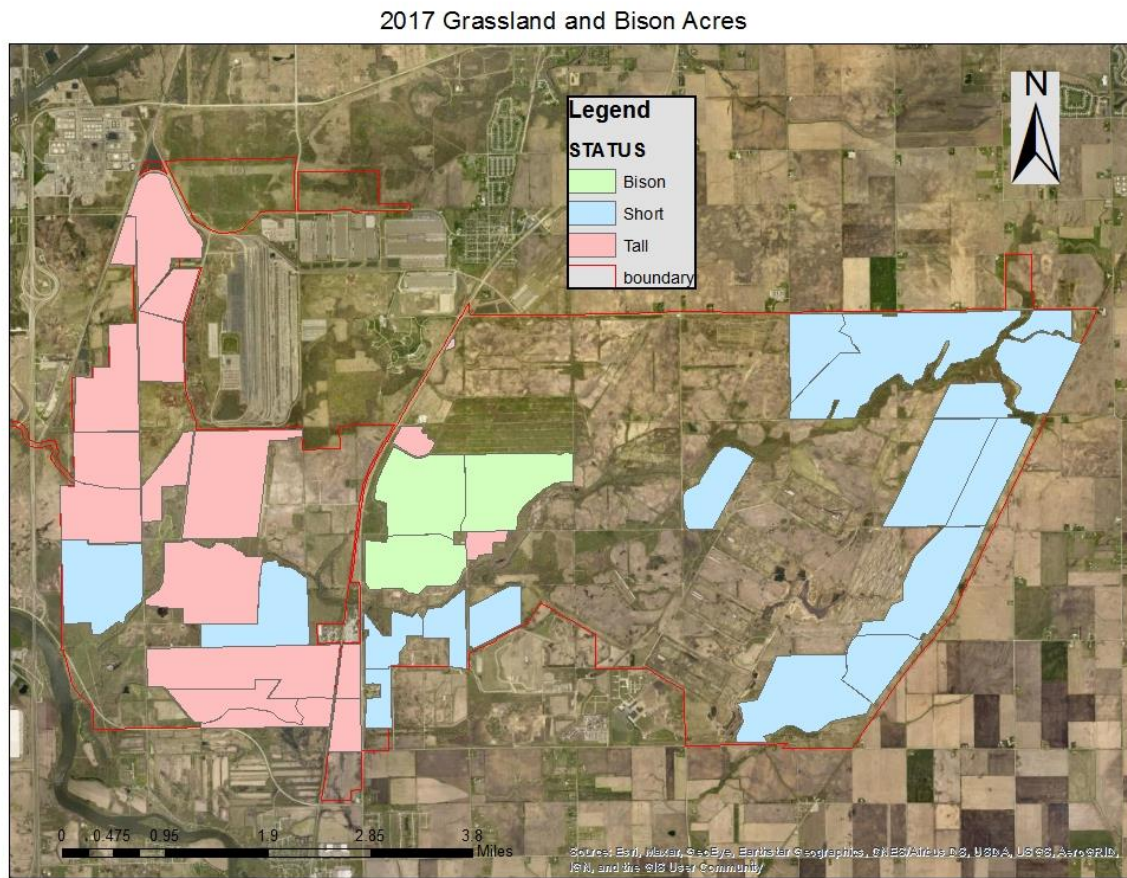 2017 Grassland and Bison Acres
N
Legend
STATUS
Bison
Short
Tall
boundary
0 0.475 0.95 1.9 2.85 3.8
Miles
Source: Esri, Maxar, GeoEye, Earthstar Geographics, CNES/Airbus DS, USDA, USGS, AeroGRID,
IGN, and the GIS User Community